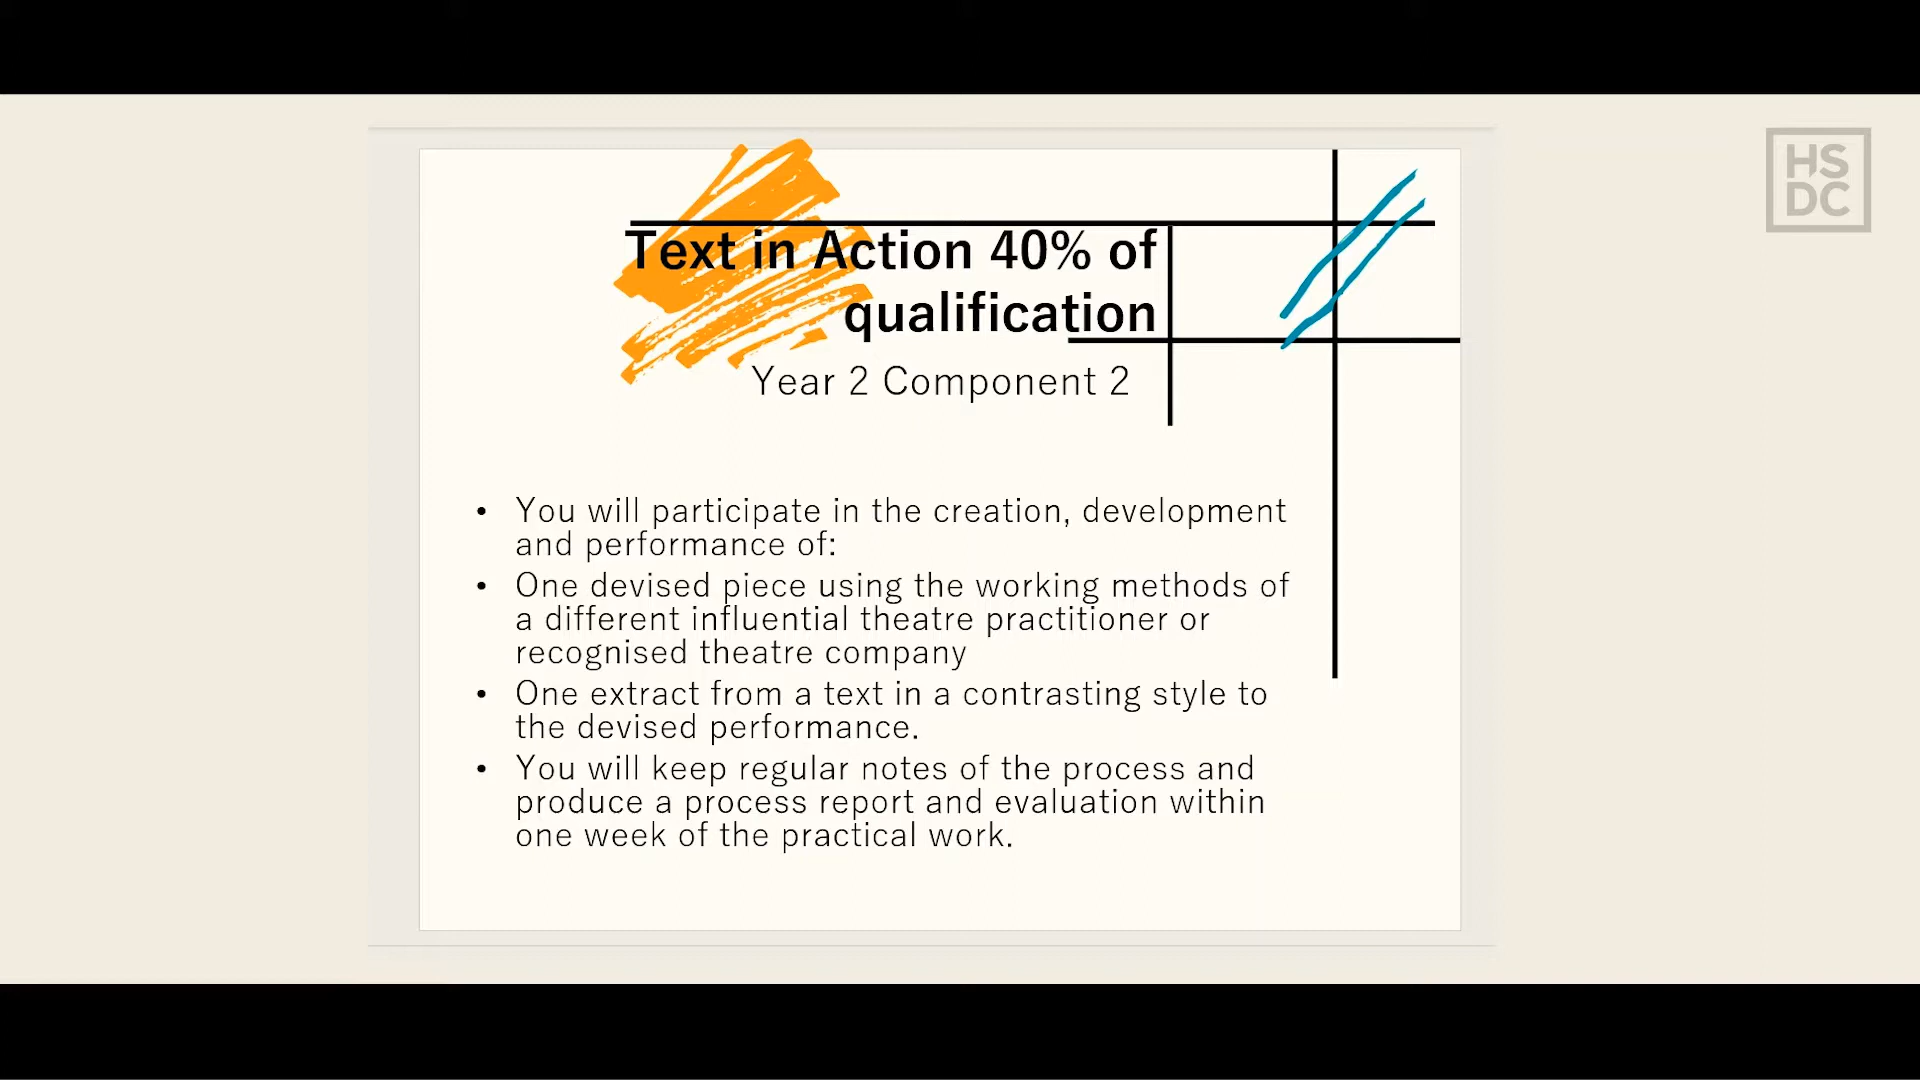 HS
DC
Text in Action 40% of
qualification
Year 2 Component 2
• You will participate in the creation, development
and performance of:
• One devised piece using the working methods of
a different influential theatre practitioner or
recognised theatre company
• One extract from a text in a contrasting style to
the devised performance.
• You will keep regular notes of the process and
produce a process report and evaluation within
one week of the practical work.